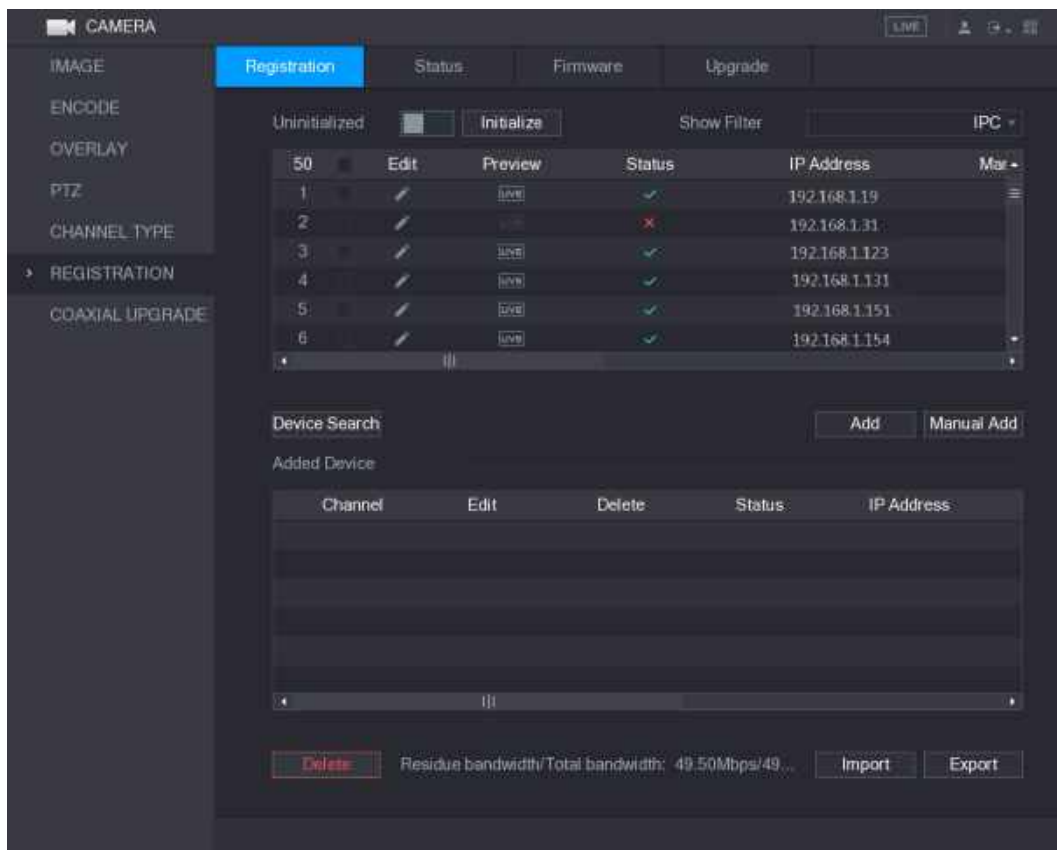 CAMERA LIVE
IMAGE
ENCODE
OVERLAY
PTZ
CHANNEL TYPE
REGISTRATION
COAXIAL UPGRADE
Registration Status Firmware Upgrade
Uninitialized Initialize Show Filter IPC
50 Edit Preview Status IP Address Mar
1 LIVE 192.168.1.19
2 192.168.1.31
3 LIVE 192.168.1.123
4 LIVE 192.168.1.131
5 LIVE 192.168.1.151
6 LIVE 192.168.1.154
Device Search Add Manual Add
Added Device
Channel Edit Delete Status IP Address
Delete Residue bandwidth/Total bandwidth: 49.50Mbps/49... Import Export